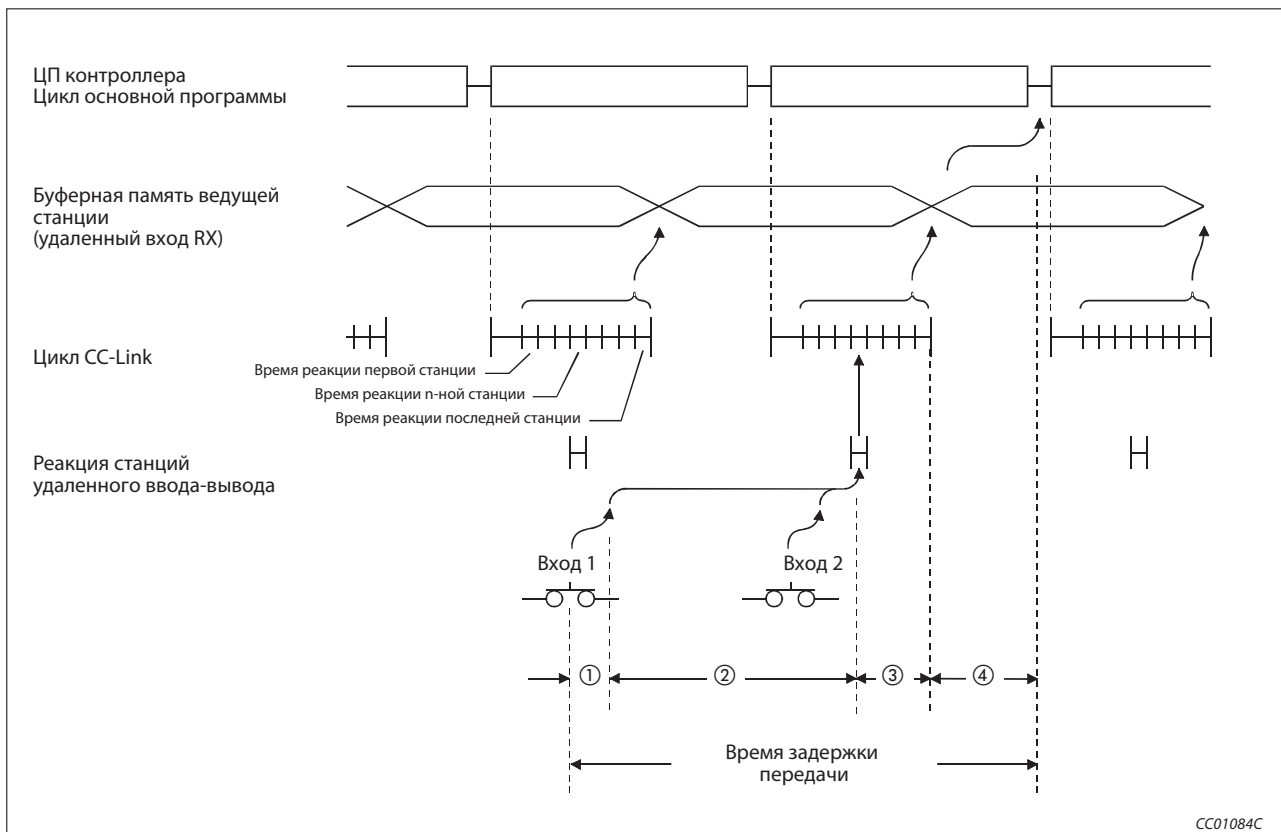 ЦП контроллера
Цикл основной программы
Буферная память ведущей
станции
(удаленный вход RX)
Цикл CC-Link
Время реакции первой станции
Время реакции n-ной станции
Время реакции последней станции
Реакция станций
удаленного ввода-вывода
Вход 1
Вход 2
① ② ③ ④
Время задержки
передачи
CC01084C